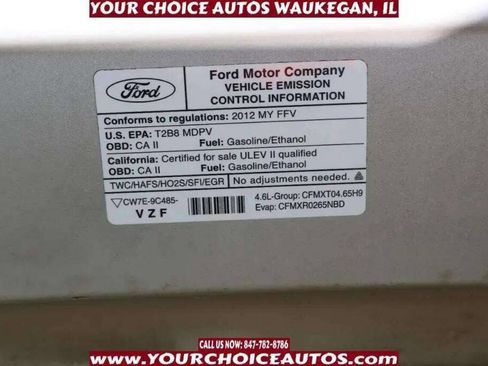 YOUR CHOICE AUTOS WAUKEGAN, IL
Ford
Ford Motor Company
VEHICLE EMISSION
CONTROL INFORMATION
Conforms to regulations: 2012 MY FFV
U.S. EPA: T2B8 MDPV
OBD: CA II Fuel: Gasoline/Ethanol
California: Certified for sale ULEV II qualified
OBD: CA II Fuel: Gasoline/Ethanol
TWC/HAFS/HO2S/SFI/EGR No adjustments needed.
CW7E-9C485- 4.6L-Group: CFMXT04.65H9
VZF Evap: CFMXR0265NBD
CALL US NOW: 847-782-8786
WWW.YOURCHOICEAUTOS.COM